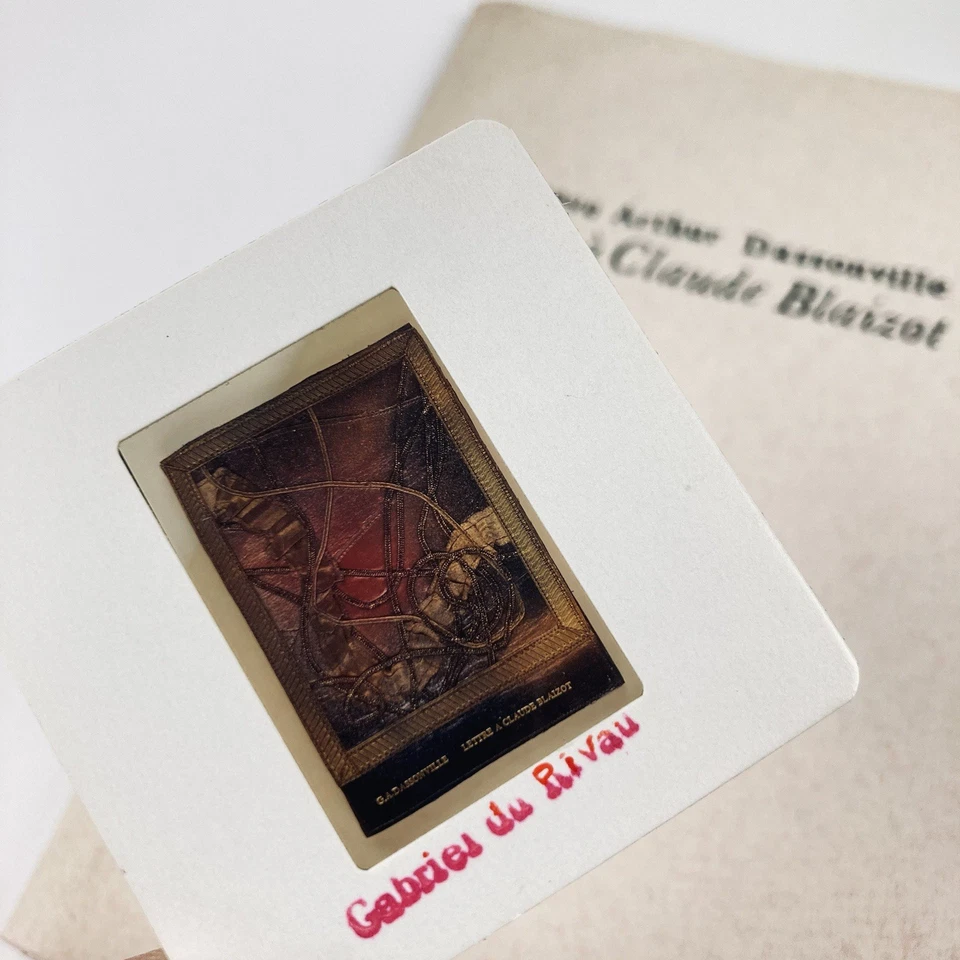 Arthur Dassonville
à Claude Blaizot
G.A.DASSONVILLE LETTRE À CLAUDE BLAIZOT
Gabriel du Rivau